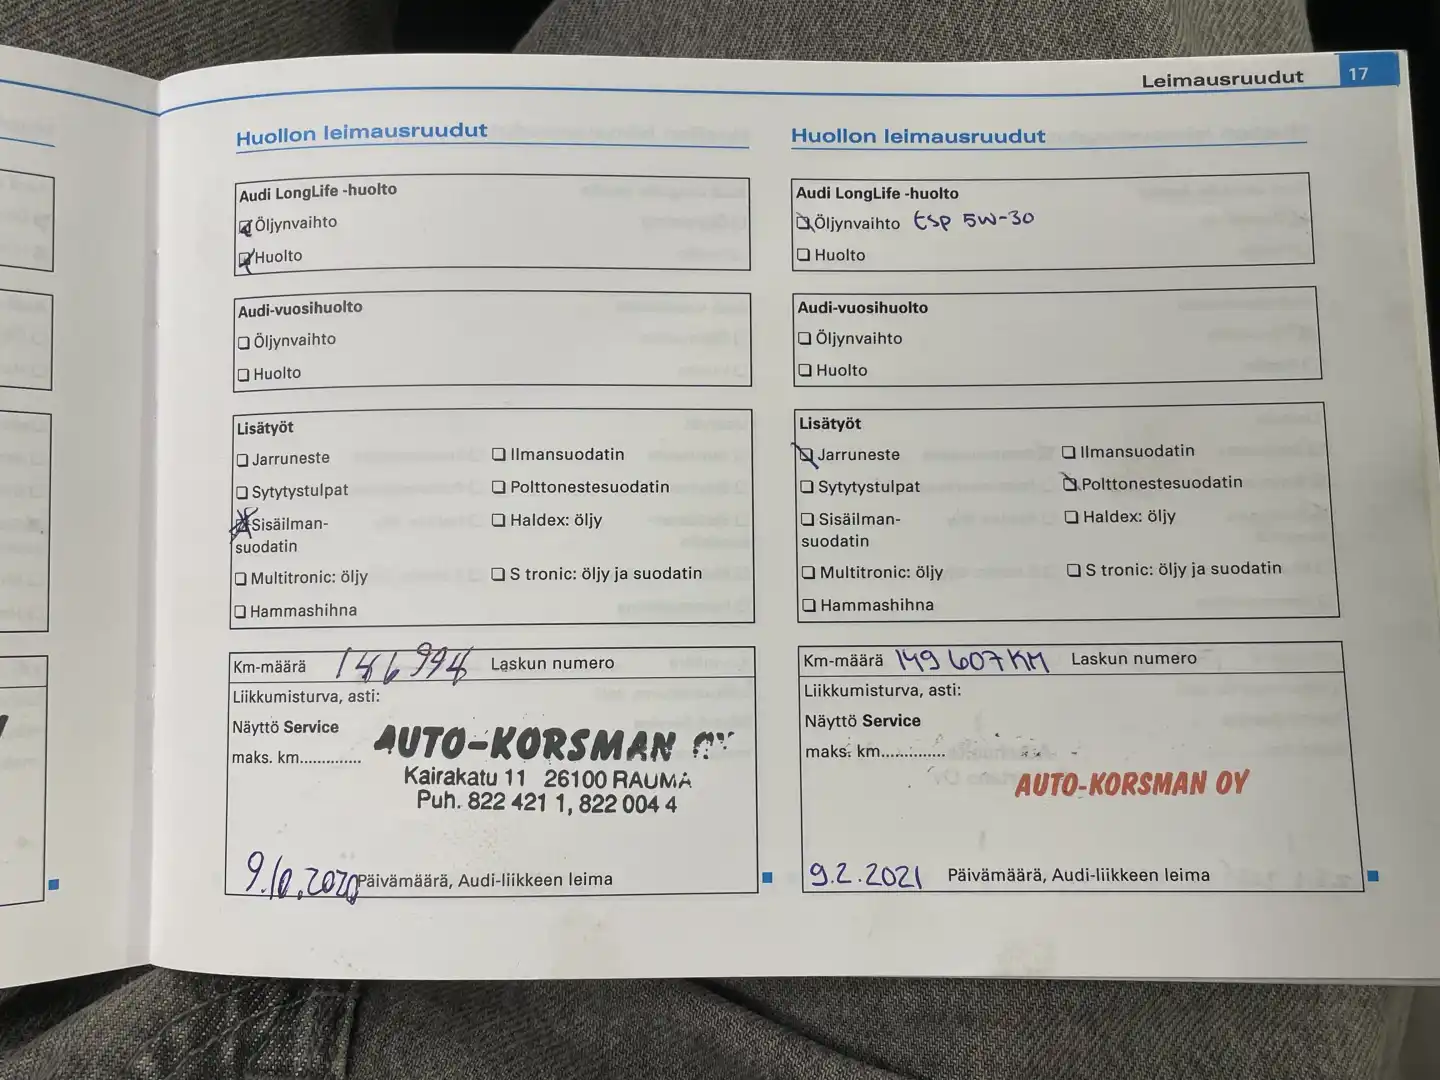 Leimausruudut 17
Huollon leimausruudut
Audi LongLife -huolto
Öljynvaihto
Huolto
Audi-vuosihuolto
Öljynvaihto
Huolto
Lisätyöt
Jarruneste
Ilmansuodatin
Sytytystulpat
Polttonestesuodatin
Sisäilman-
suodatin
Haldex: öljy
Multitronic: öljy
S tronic: öljy ja suodatin
Hammashihna
Km-määrä Laskun numero
Liikkumisturva, asti:
Näyttö Service
maks. km..............
AUTO-KORSMAN OY
Kairakatu 11 26100 RAUMA
Puh. 822 421 1, 822 004 4
9.10.2020 Päivämäärä, Audi-liikkeen leima
Huollon leimausruudut
Audi LongLife -huolto
Öljynvaihto ESP 5W-30
Huolto
Audi-vuosihuolto
Öljynvaihto
Huolto
Lisätyöt
Jarruneste
Ilmansuodatin
Sytytystulpat
Polttonestesuodatin
Sisäilman-
suodatin
Haldex: öljy
Multitronic: öljy
S tronic: öljy ja suodatin
Hammashihna
Km-määrä 149 607 KM Laskun numero
Liikkumisturva, asti:
Näyttö Service
maks. km..............
AUTO-KORSMAN OY
9.2.2021 Päivämäärä, Audi-liikkeen leima